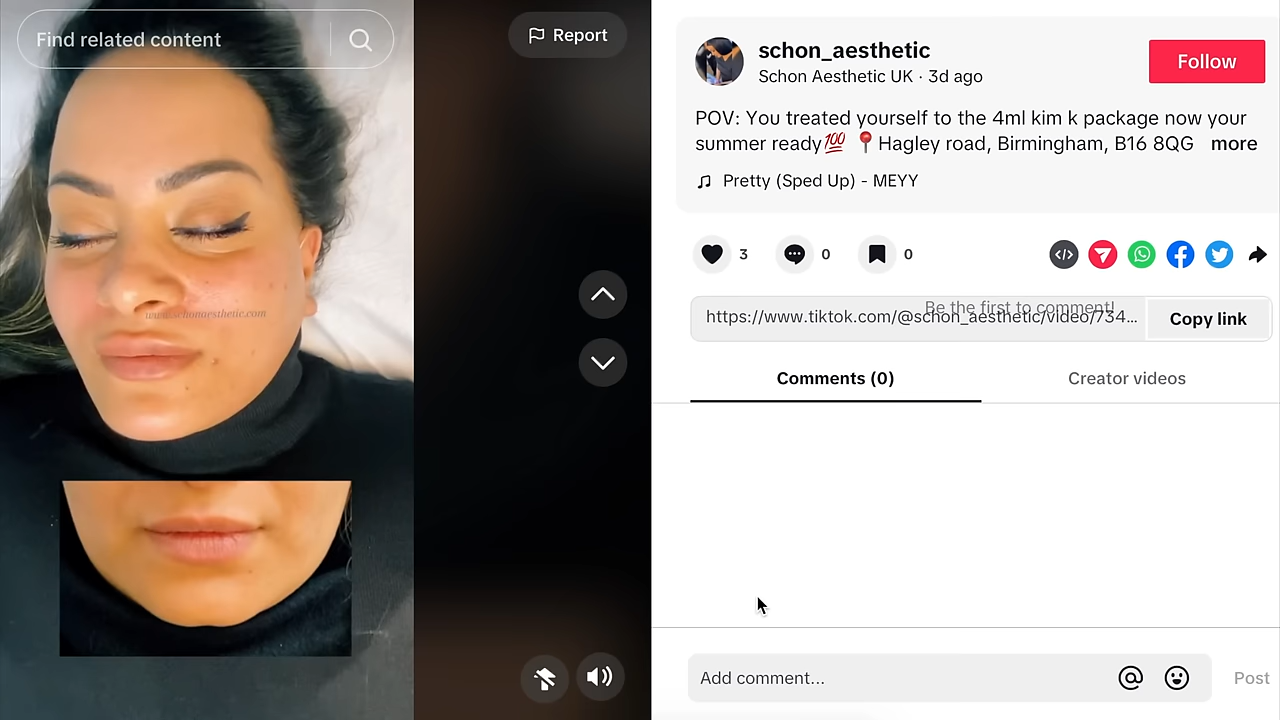 Find related content
Report
www.schonaesthetic.com
schon_aesthetic
Schon Aesthetic UK · 3d ago
Follow
POV: You treated yourself to the 4ml kim k package now your
summer ready💯 📍Hagley road, Birmingham, B16 8QG more
Pretty (Sped Up) - MEYY
3
0
0
Be the first to comment!
https://www.tiktok.com/@schon_aesthetic/video/734...
Copy link
Comments (0)
Creator videos
Add comment...
Post